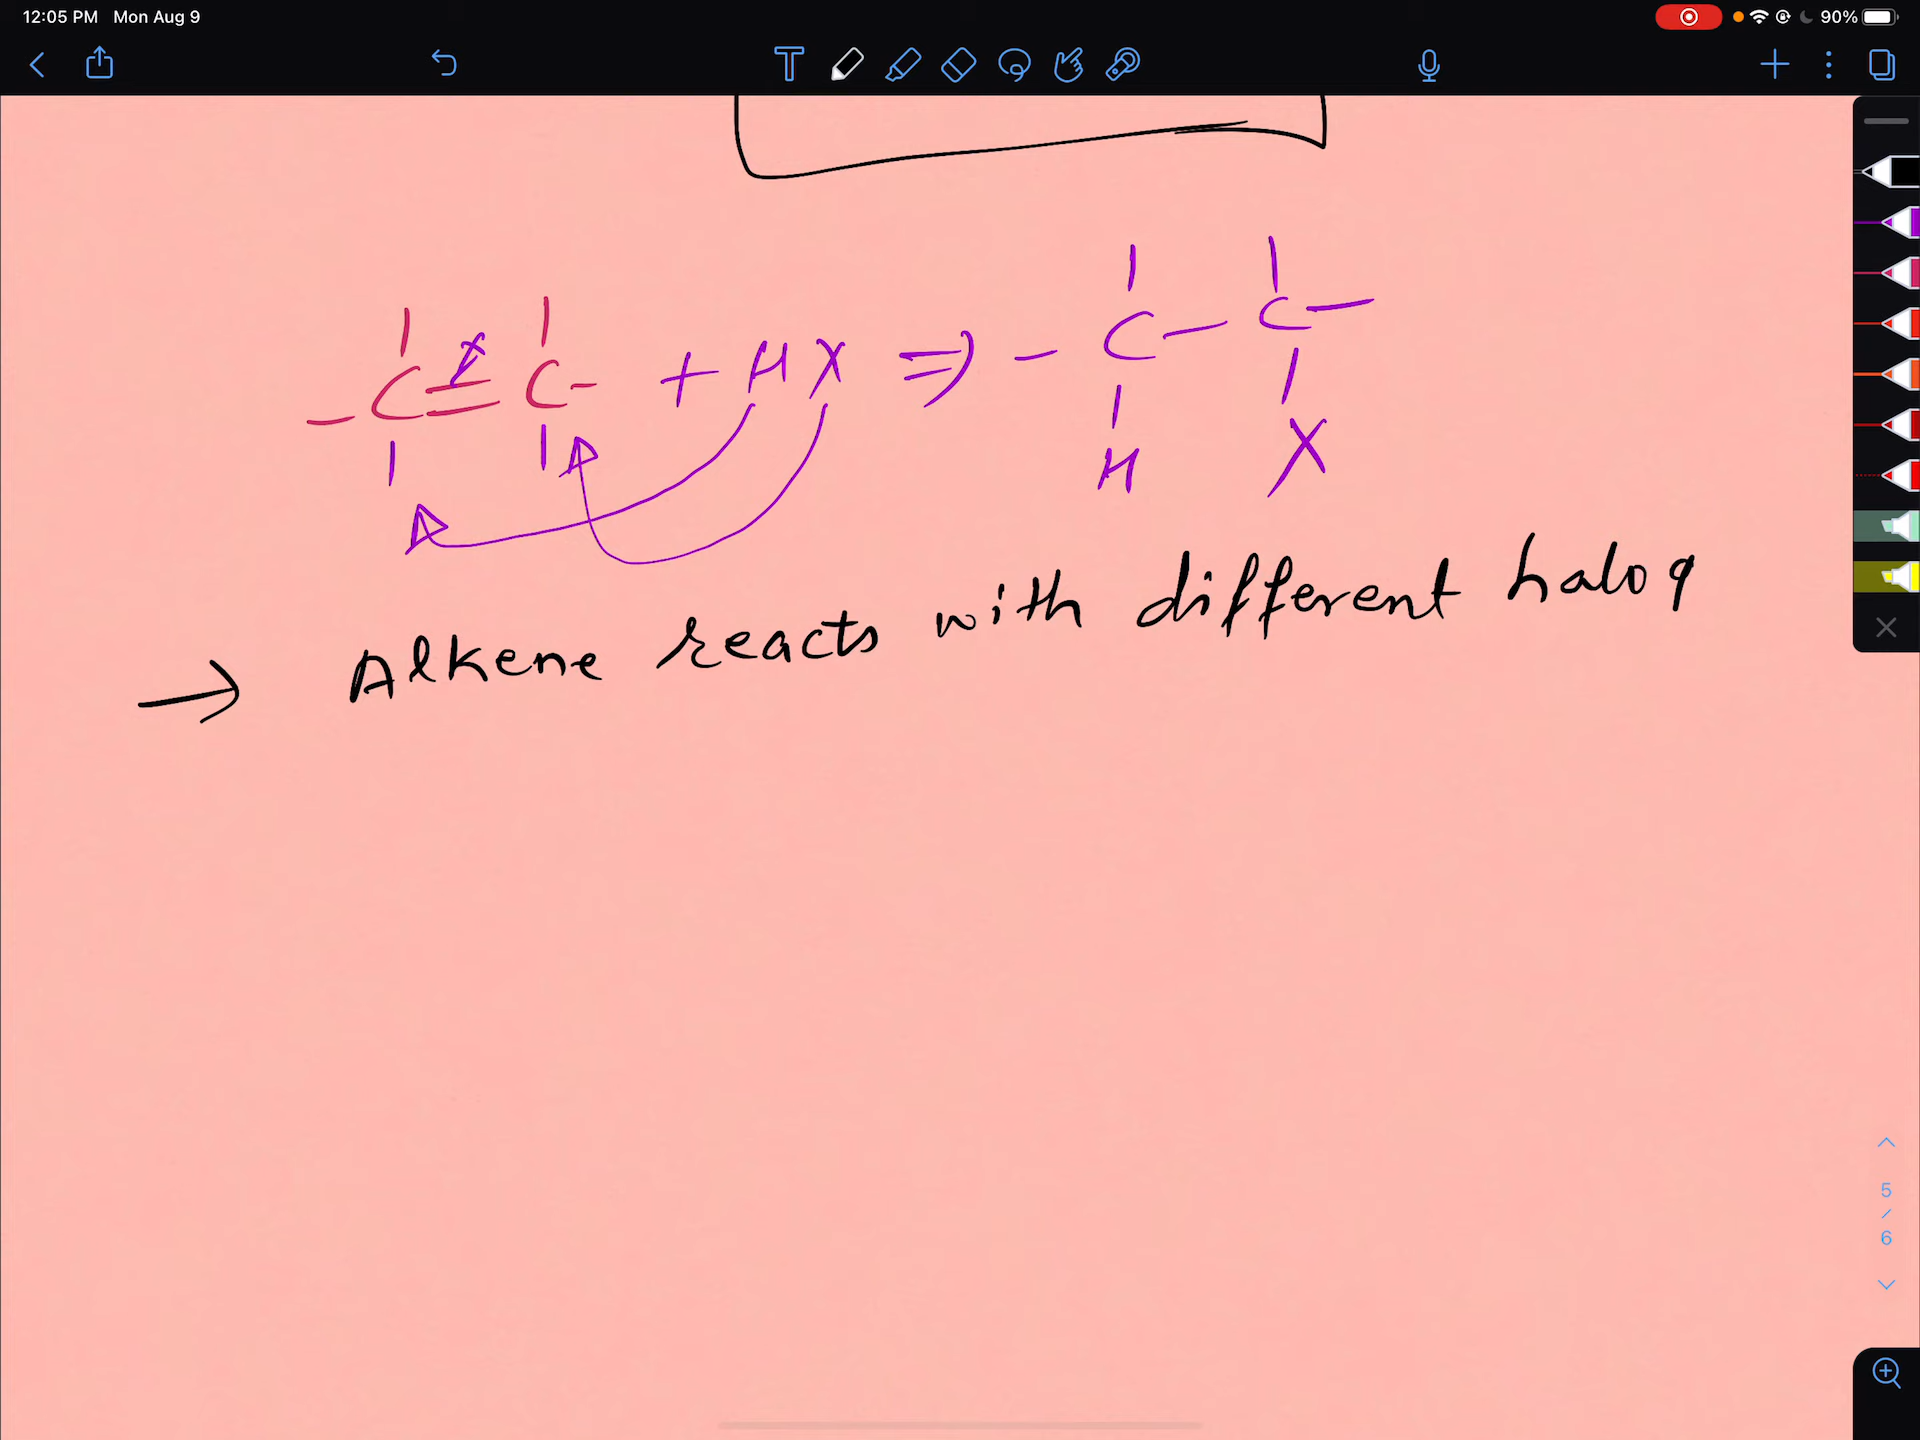 12:05 PM Mon Aug 9 90%
T
- C = C - + HX ⇒ - C - C -
H X
→ Alkene reacts with different halog
5
/
6